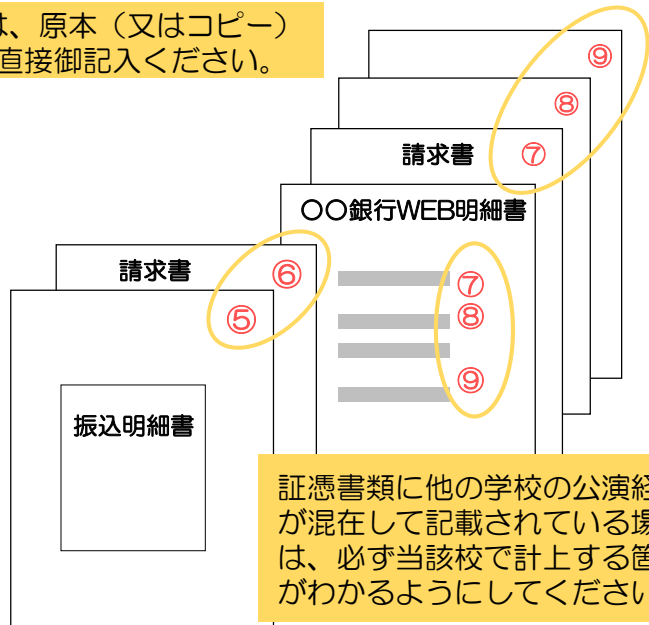 は、原本（又はコピー）
直接御記入ください。
⑨
⑧
請求書 ⑦
〇〇銀行WEB明細書
⑦
⑧
⑨
請求書 ⑥
⑤
振込明細書
証憑書類に他の学校の公演経
が混在して記載されている場
は、必ず当該校で計上する箇
がわかるようにしてください